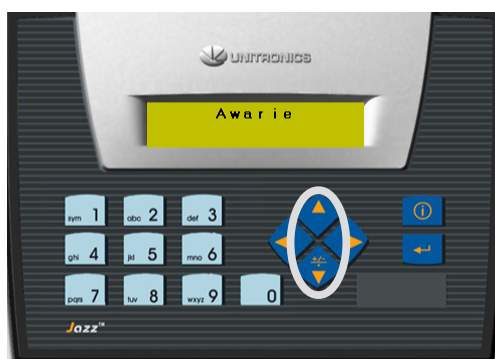 UNITRONICS
Awarie
sym 1 abc 2 def 3
ghi 4 jkl 5 mno 6
+/-
pqrs 7 tuv 8 wxyz 9 0
Jazz™